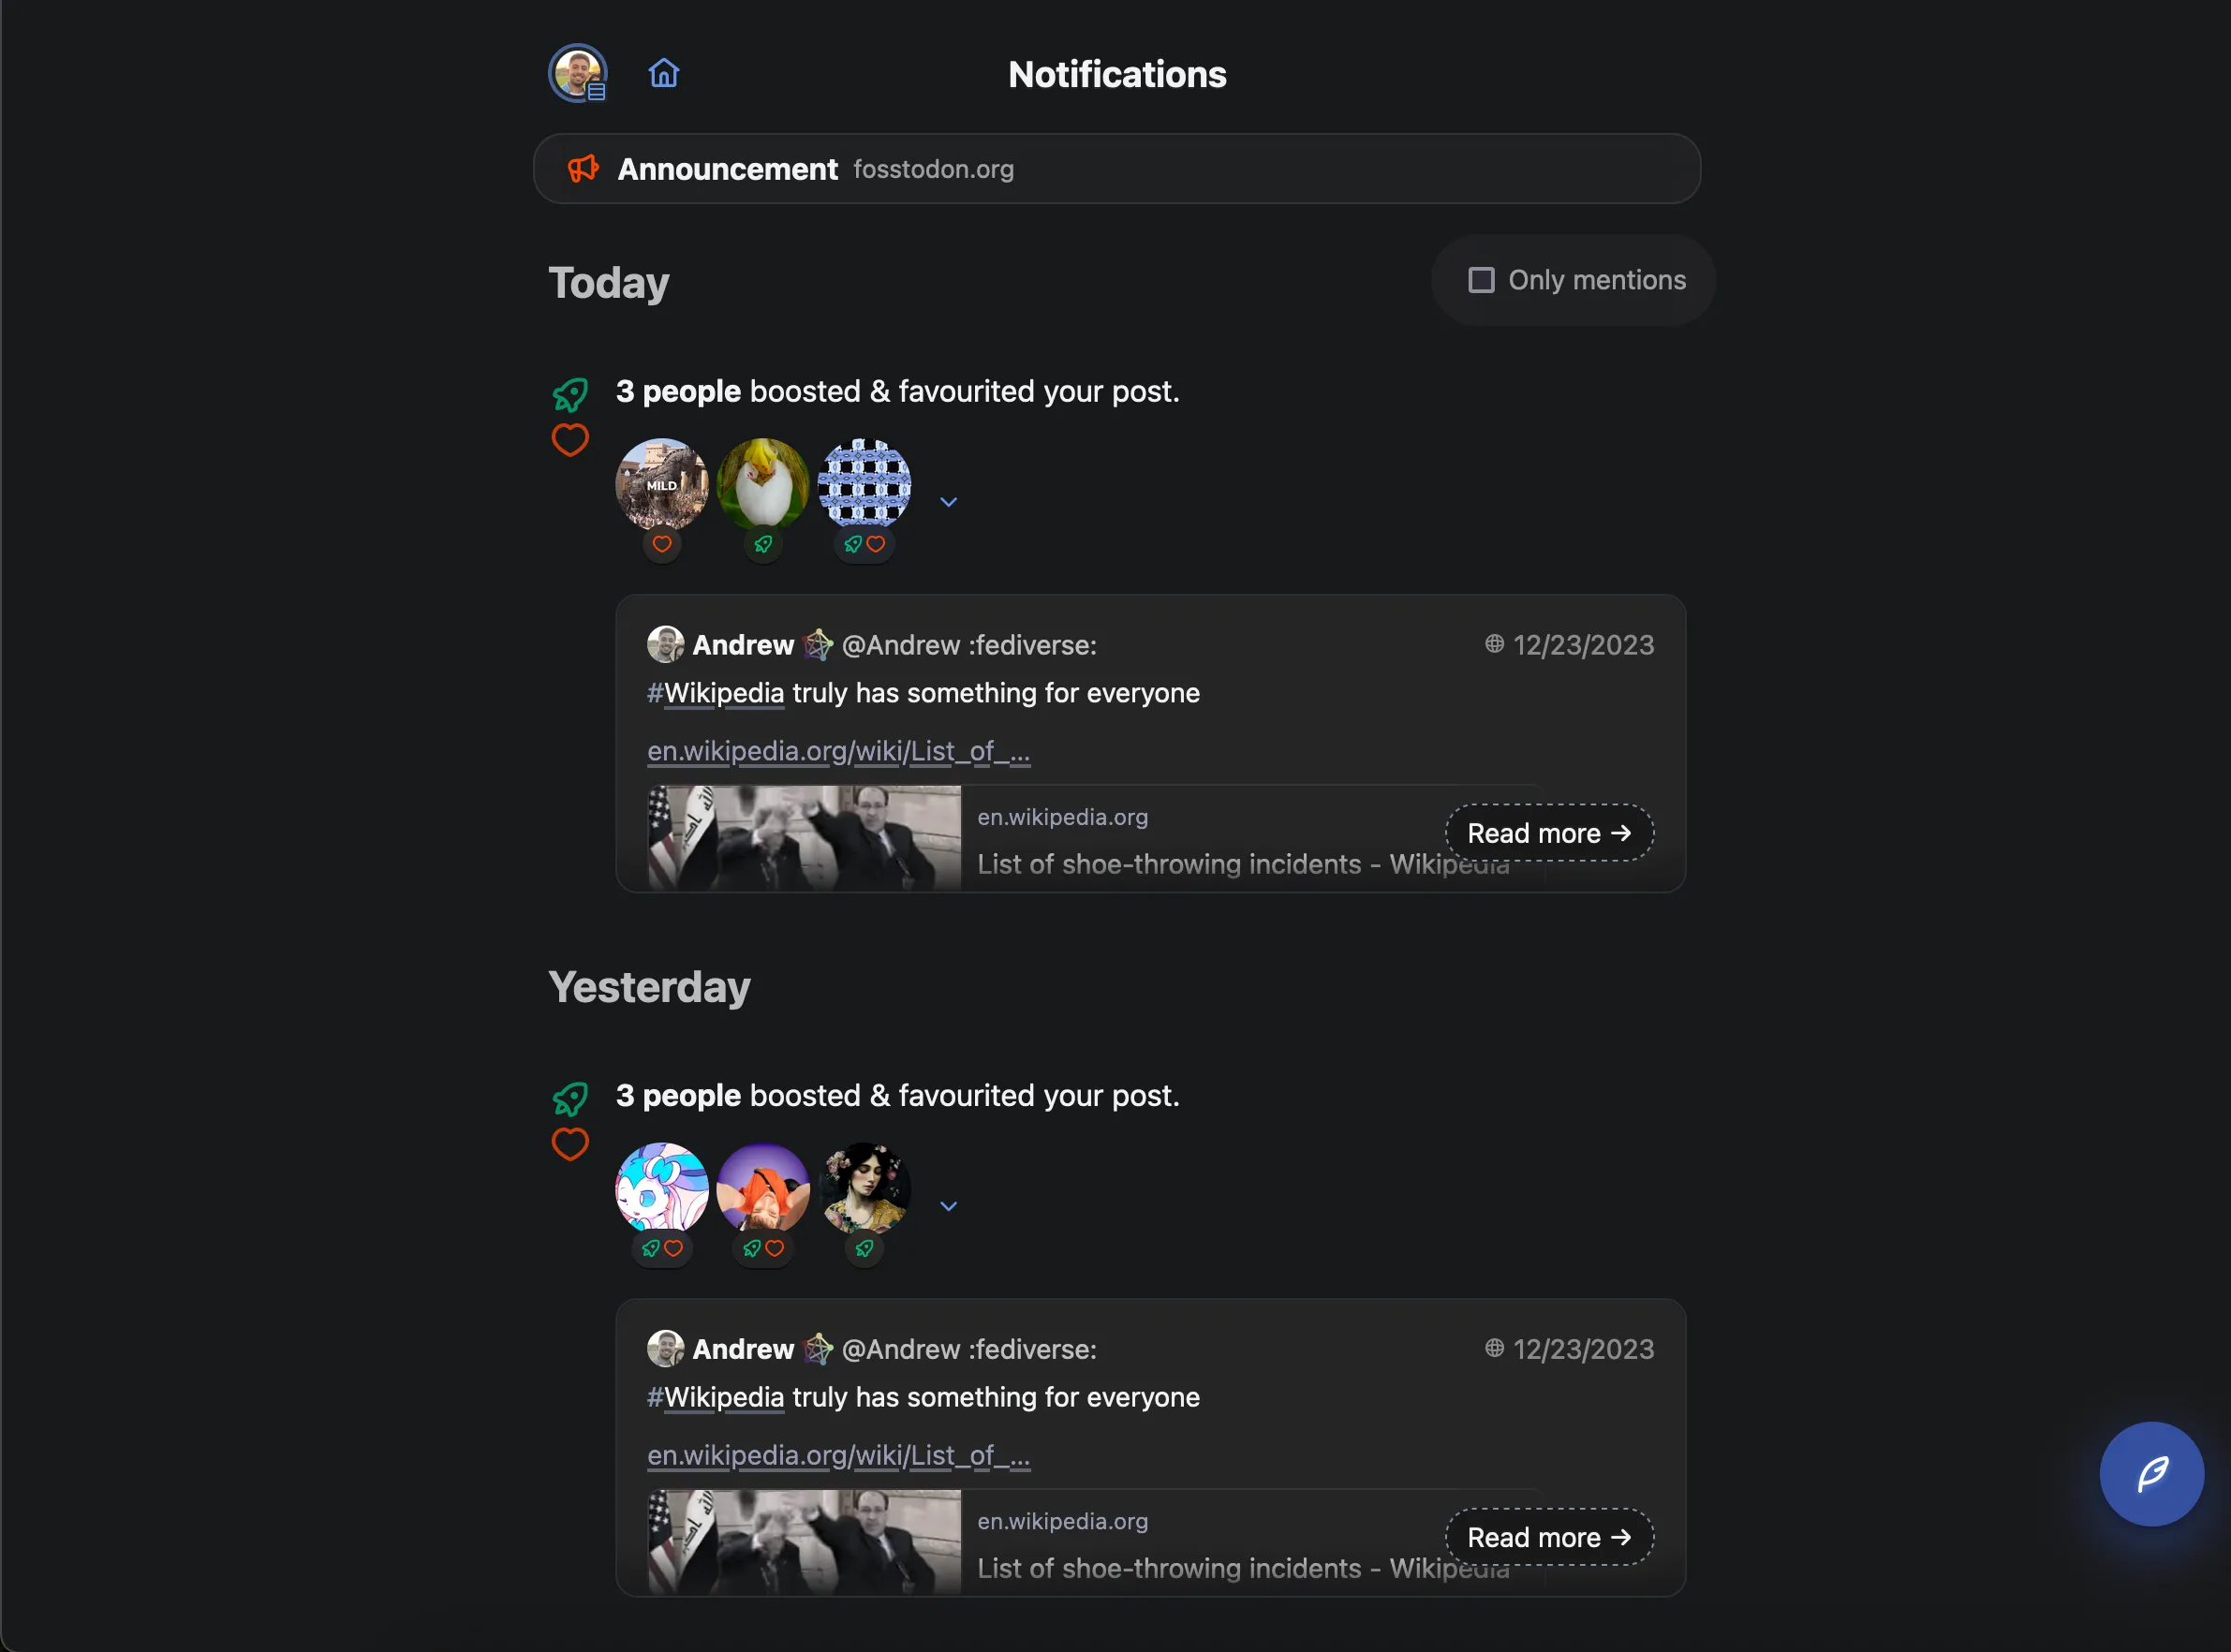 Notifications
Announcement fosstodon.org
Today
Only mentions
3 people boosted & favourited your post.
MILD
Andrew @Andrew :fediverse: 12/23/2023
#Wikipedia truly has something for everyone
en.wikipedia.org/wiki/List_of_...
en.wikipedia.org
Read more →
List of shoe-throwing incidents - Wikipedia
Yesterday
3 people boosted & favourited your post.
Andrew @Andrew :fediverse: 12/23/2023
#Wikipedia truly has something for everyone
en.wikipedia.org/wiki/List_of_...
en.wikipedia.org
Read more →
List of shoe-throwing incidents - Wikipedia